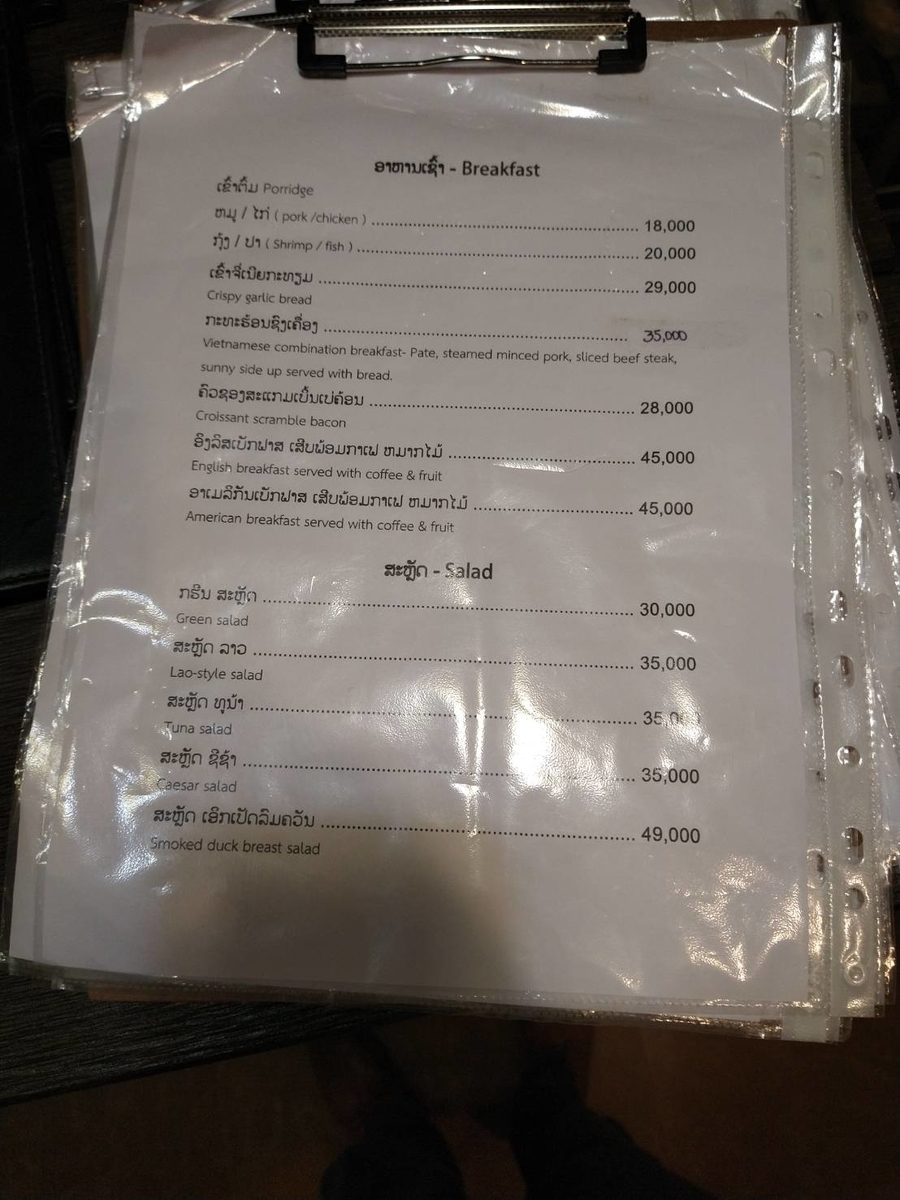 ອາຫານເຊົ້າ - Breakfast
ເຂົ້າຕົ້ມ Porridge
ຫມູ / ໄກ່ ( pork /chicken ) ........ 18,000
ກຸ້ງ / ປາ ( Shrimp / fish ) ........ 20,000
ເຂົ້າຈີ່ເນີຍກະທຽມ ........ 29,000
Crispy garlic bread
ກະທະຮ້ອນຊົງເຄື່ອງ ........ 35,000
Vietnamese combination breakfast- Pate, steamed minced pork, sliced beef steak,
sunny side up served with bread.
ຄົວຊອງສະແກມເບິ້ນເບຄ້ອນ ........ 28,000
Croissant scramble bacon
ອິງລິສເບັກຟາສ ເສີບພ້ອມກາເຟ ຫມາກໄມ້ ........ 45,000
English breakfast served with coffee & fruit
ອາເມລິກັນເບັກຟາສ ເສີບພ້ອມກາເຟ ຫມາກໄມ້ ........ 45,000
American breakfast served with coffee & fruit
ສະຫຼັດ - Salad
ກຣີນ ສະຫຼັດ ........ 30,000
Green salad
ສະຫຼັດ ລາວ ........ 35,000
Lao-style salad
ສະຫຼັດ ທູນ້າ ........ 35,000
Tuna salad
ສະຫຼັດ ຊີຊ້າ ........ 35,000
Caesar salad
ສະຫຼັດ ເອິກເປັດລົມຄວັນ ........ 49,000
Smoked duck breast salad